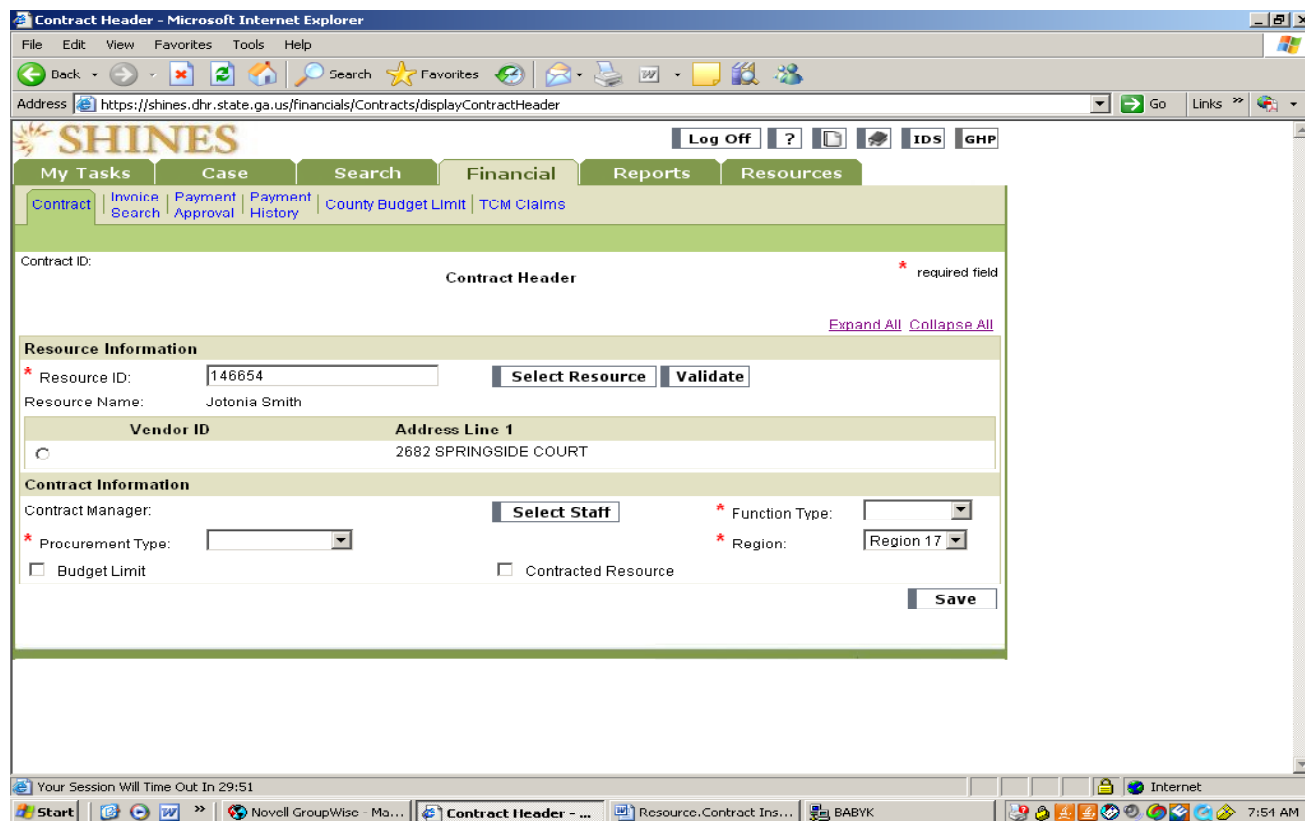 Contract Header - Microsoft Internet Explorer
File Edit View Favorites Tools Help
Back Search Favorites
Address https://shines.dhr.state.ga.us/financials/Contracts/displayContractHeader Go Links »
SHINES Log Off ? IDS GHP
My Tasks Case Search Financial Reports Resources
Contract Invoice Search Payment Approval Payment History County Budget Limit TCM Claims
Contract ID:
Contract Header
* required field
Expand All Collapse All
Resource Information
* Resource ID: 146654 Select Resource Validate
Resource Name: Jotonia Smith
Vendor ID Address Line 1
2682 SPRINGSIDE COURT
Contract Information
Contract Manager: Select Staff * Function Type:
* Procurement Type: * Region: Region 17
Budget Limit Contracted Resource
Save
Your Session Will Time Out In 29:51 Internet
Start » Novell GroupWise - Ma... Contract Header - ... Resource.Contract Ins... BABYK 7:54 AM